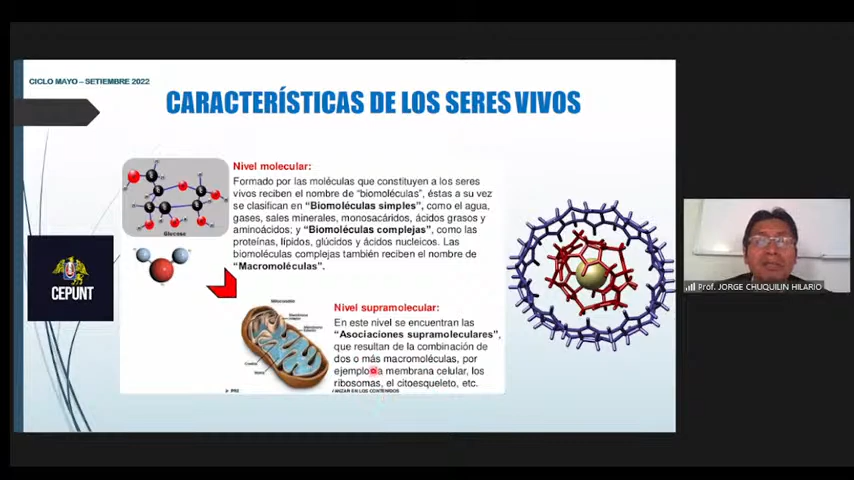 CICLO MAYO – SETIEMBRE 2022
CARACTERÍSTICAS DE LOS SERES VIVOS
Nivel molecular:
Formado por las moléculas que constituyen a los seres
vivos reciben el nombre de “biomoléculas”, éstas a su vez
se clasifican en “Biomoléculas simples”, como el agua,
gases, sales minerales, monosacáridos, ácidos grasos y
aminoácidos; y “Biomoléculas complejas”, como las
proteínas, lípidos, glúcidos y ácidos nucleicos. Las
biomoléculas complejas también reciben el nombre de
“Macromoléculas”.
Glucosa
CEPUNT
Nivel supramolecular:
En este nivel se encuentran las
“Asociaciones supramoleculares”,
que resultan de la combinación de
dos o más macromoléculas, por
ejemplo la membrana celular, los
ribosomas, el citoesqueleto, etc.
Prof. JORGE CHUQUILIN HILARIO